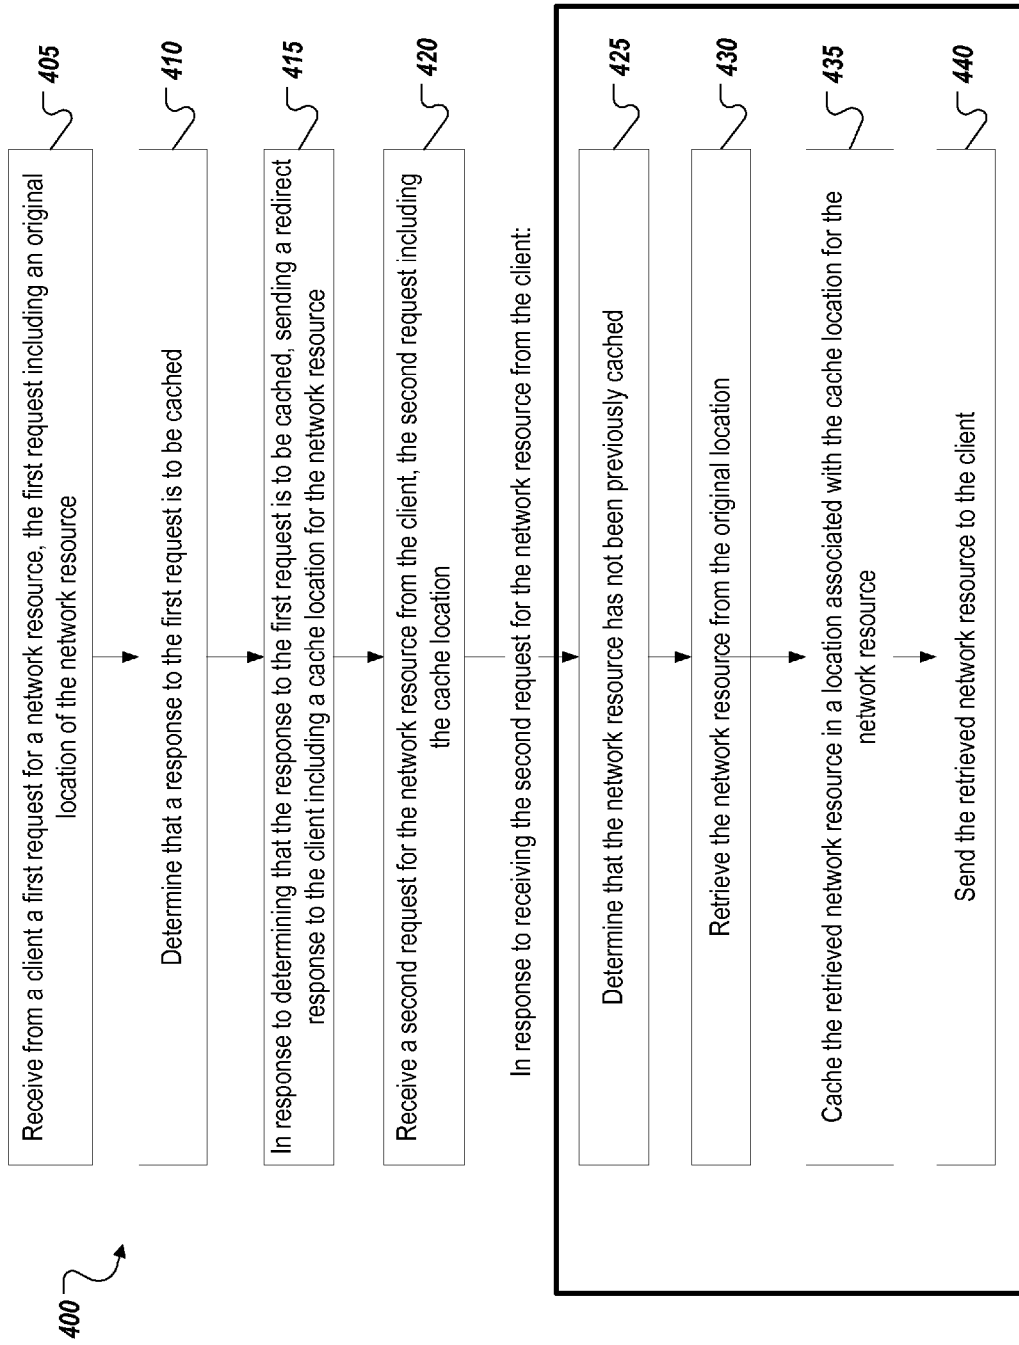 400
Receive from a client a first request for a network resource, the first request including an original
location of the network resource
405
Determine that a response to the first request is to be cached
410
In response to determining that the response to the first request is to be cached, sending a redirect
response to the client including a cache location for the network resource
415
Receive a second request for the network resource from the client, the second request including
the cache location
420
In response to receiving the second request for the network resource from the client:
Determine that the network resource has not been previously cached
425
Retrieve the network resource from the original location
430
Cache the retrieved network resource in a location associated with the cache location for the
network resource
435
Send the retrieved network resource to the client
440